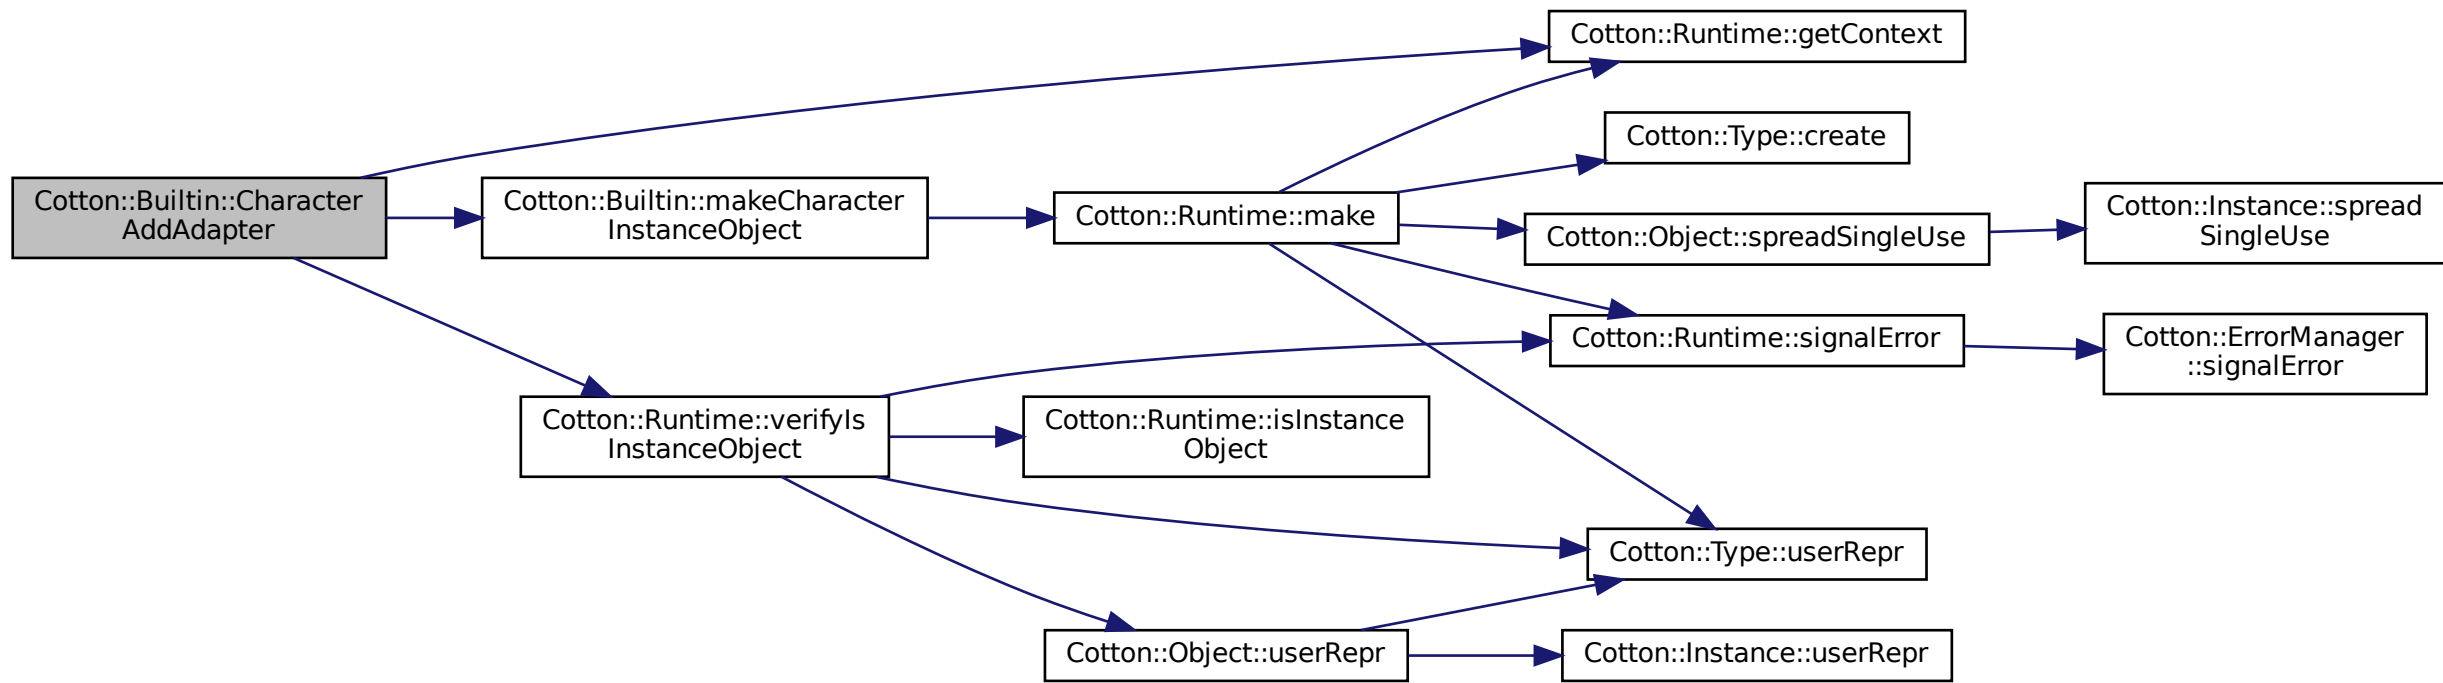 Cotton::Builtin::Character
AddAdapter
Cotton::Runtime::getContext
Cotton::Builtin::makeCharacter
InstanceObject
Cotton::Runtime::make
Cotton::Type::create
Cotton::Object::spreadSingleUse
Cotton::Instance::spread
SingleUse
Cotton::Runtime::signalError
Cotton::ErrorManager
::signalError
Cotton::Runtime::verifyIs
InstanceObject
Cotton::Runtime::isInstance
Object
Cotton::Type::userRepr
Cotton::Object::userRepr
Cotton::Instance::userRepr